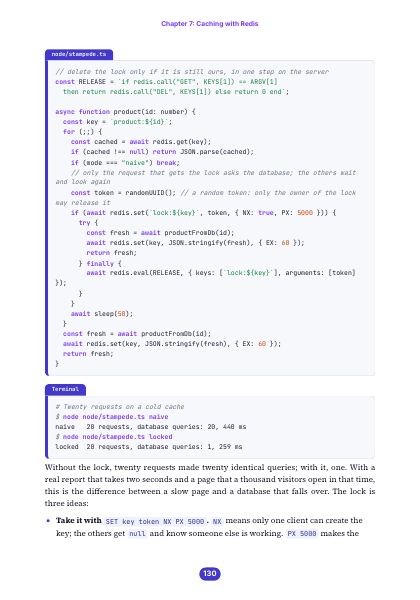 Chapter 7: Caching with Redis
node/stampede.ts
// delete the lock only if it is still ours, in one step on the server
const RELEASE = `if redis.call("GET", KEYS[1]) == ARGV[1]
then return redis.call("DEL", KEYS[1]) else return 0 end`;
async function product(id: number) {
const key = `product:${id}`;
for (;;) {
const cached = await redis.get(key);
if (cached !== null) return JSON.parse(cached);
if (mode === "naive") break;
// only the request that gets the lock asks the database; the others wait
and look again
const token = randomUUID(); // a random token: only the owner of the lock
may release it
if (await redis.set(`lock:${key}`, token, { NX: true, PX: 5000 })) {
try {
const fresh = await productFromDb(id);
await redis.set(key, JSON.stringify(fresh), { EX: 60 });
return fresh;
} finally {
await redis.eval(RELEASE, { keys: [`lock:${key}`], arguments: [token]
});
}
}
await sleep(50);
}
const fresh = await productFromDb(id);
await redis.set(key, JSON.stringify(fresh), { EX: 60 });
return fresh;
}
Terminal
# Twenty requests on a cold cache
$ node node/stampede.ts naive
naive 20 requests, database queries: 20, 440 ms
$ node node/stampede.ts locked
locked 20 requests, database queries: 1, 259 ms
Without the lock, twenty requests made twenty identical queries; with it, one. With a
real report that takes two seconds and a page that a thousand visitors open in that time,
this is the difference between a slow page and a database that falls over. The lock is
three ideas:
• Take it with SET key token NX PX 5000. NX means only one client can create the
key; the others get null and know someone else is working. PX 5000 makes the
130